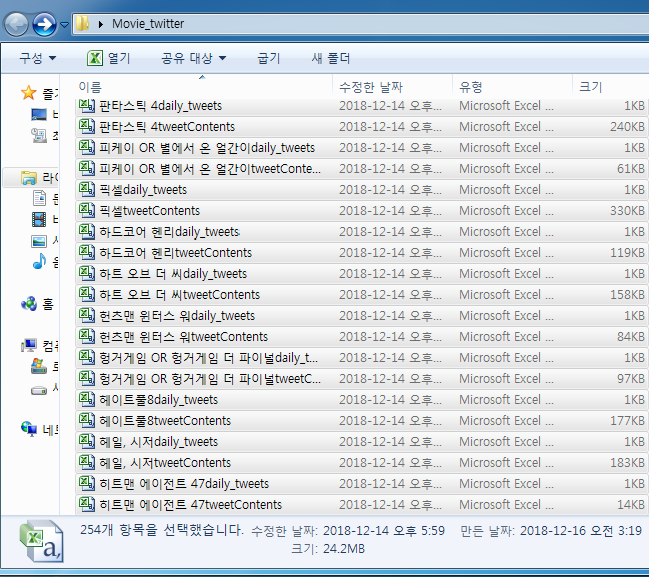 Movie_twitter
구성 열기 공유 대상 굽기 새 폴더
이름 수정한 날짜 유형 크기
판타스틱 4daily_tweets 2018-12-14 오후... Microsoft Excel ... 1KB
판타스틱 4tweetContents 2018-12-14 오후... Microsoft Excel ... 240KB
피케이 OR 별에서 온 얼간이daily_tweets 2018-12-14 오후... Microsoft Excel ... 1KB
피케이 OR 별에서 온 얼간이tweetConte... 2018-12-14 오후... Microsoft Excel ... 61KB
픽셀daily_tweets 2018-12-14 오후... Microsoft Excel ... 1KB
픽셀tweetContents 2018-12-14 오후... Microsoft Excel ... 330KB
하드코어 헨리daily_tweets 2018-12-14 오후... Microsoft Excel ... 1KB
하드코어 헨리tweetContents 2018-12-14 오후... Microsoft Excel ... 119KB
하트 오브 더 씨daily_tweets 2018-12-14 오후... Microsoft Excel ... 1KB
하트 오브 더 씨tweetContents 2018-12-14 오후... Microsoft Excel ... 158KB
헌츠맨 윈터스 워daily_tweets 2018-12-14 오후... Microsoft Excel ... 1KB
헌츠맨 윈터스 워tweetContents 2018-12-14 오후... Microsoft Excel ... 84KB
헝거게임 OR 헝거게임 더 파이널daily_t... 2018-12-14 오후... Microsoft Excel ... 1KB
헝거게임 OR 헝거게임 더 파이널tweetC... 2018-12-14 오후... Microsoft Excel ... 97KB
헤이트풀8daily_tweets 2018-12-14 오후... Microsoft Excel ... 1KB
헤이트풀8tweetContents 2018-12-14 오후... Microsoft Excel ... 177KB
헤일, 시저daily_tweets 2018-12-14 오후... Microsoft Excel ... 1KB
헤일, 시저tweetContents 2018-12-14 오후... Microsoft Excel ... 183KB
히트맨 에이전트 47daily_tweets 2018-12-14 오후... Microsoft Excel ... 1KB
히트맨 에이전트 47tweetContents 2018-12-14 오후... Microsoft Excel ... 14KB
홈
254개 항목을 선택했습니다. 수정한 날짜: 2018-12-14 오후 5:59 만든 날짜: 2018-12-16 오전 3:19
크기: 24.2MB